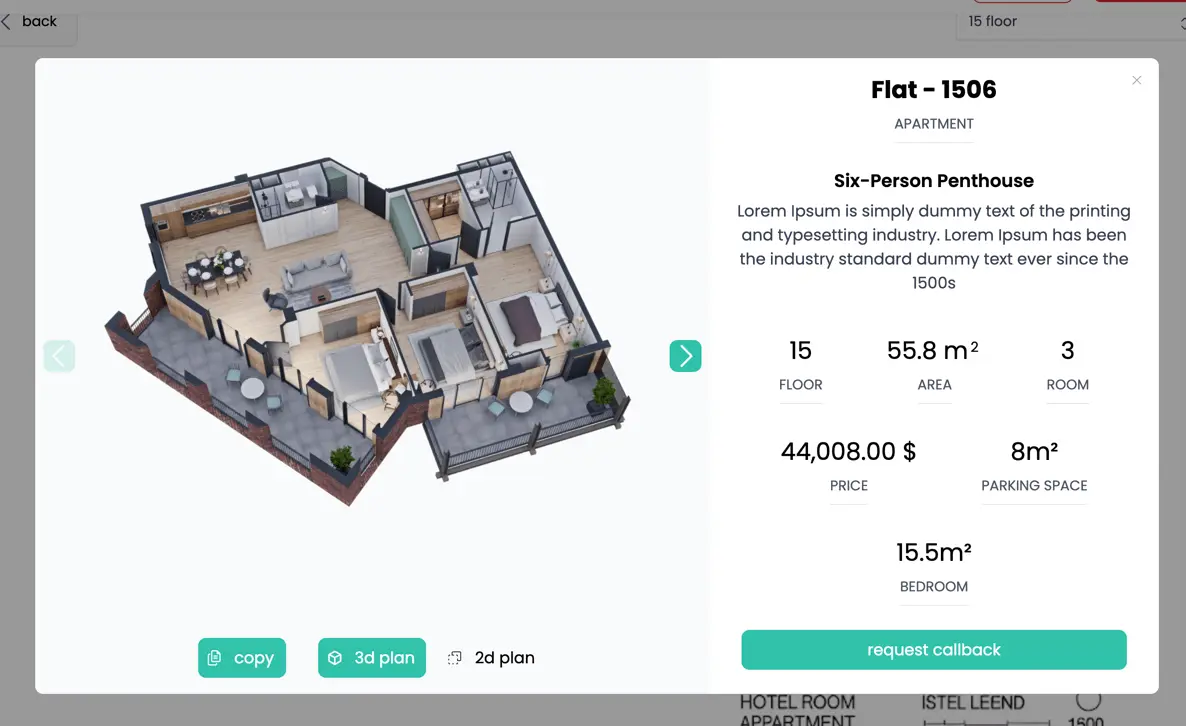 back
15 floor
Flat - 1506
APARTMENT
Six-Person Penthouse
Lorem Ipsum is simply dummy text of the printing
and typesetting industry. Lorem Ipsum has been
the industry standard dummy text ever since the
1500s
15
55.8 m²
3
FLOOR
AREA
ROOM
44,008.00 $
8m²
PRICE
PARKING SPACE
15.5m²
BEDROOM
copy
3d plan
2d plan
request callback
HOTEL ROOM
ISTEL LEEND
APPARTMENT
1600